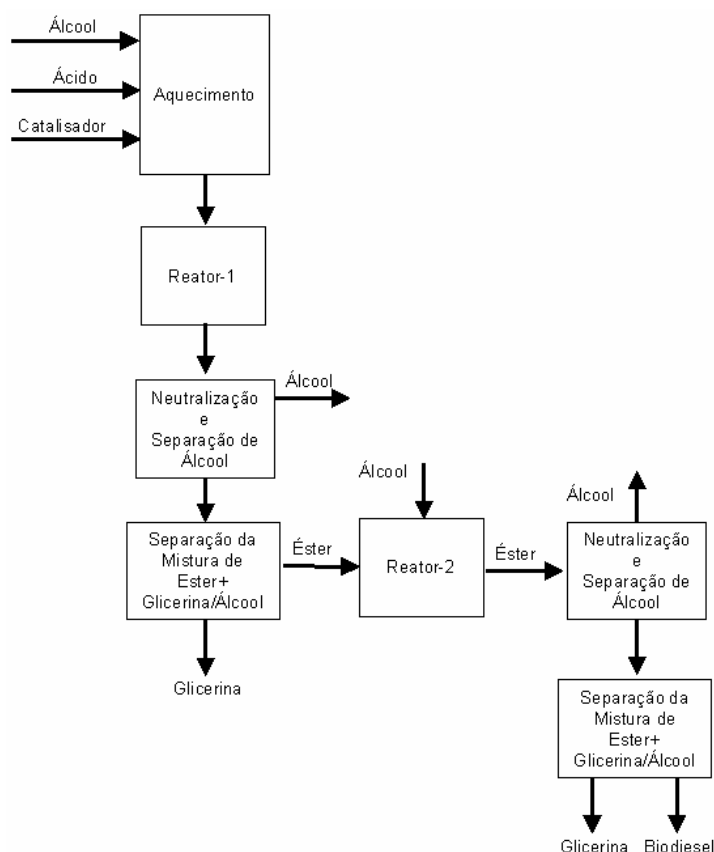 Álcool
Ácido
Catalisador
Aquecimento
Reator-1
Neutralização
e
Separação de
Álcool
Álcool
Separação da
Mistura de
Ester+
Glicerina/Álcool
Glicerina
Éster
Álcool
Reator-2
Éster
Álcool
Neutralização
e
Separação de
Álcool
Separação da
Mistura de
Ester+
Glicerina/Álcool
Glicerina
Biodiesel